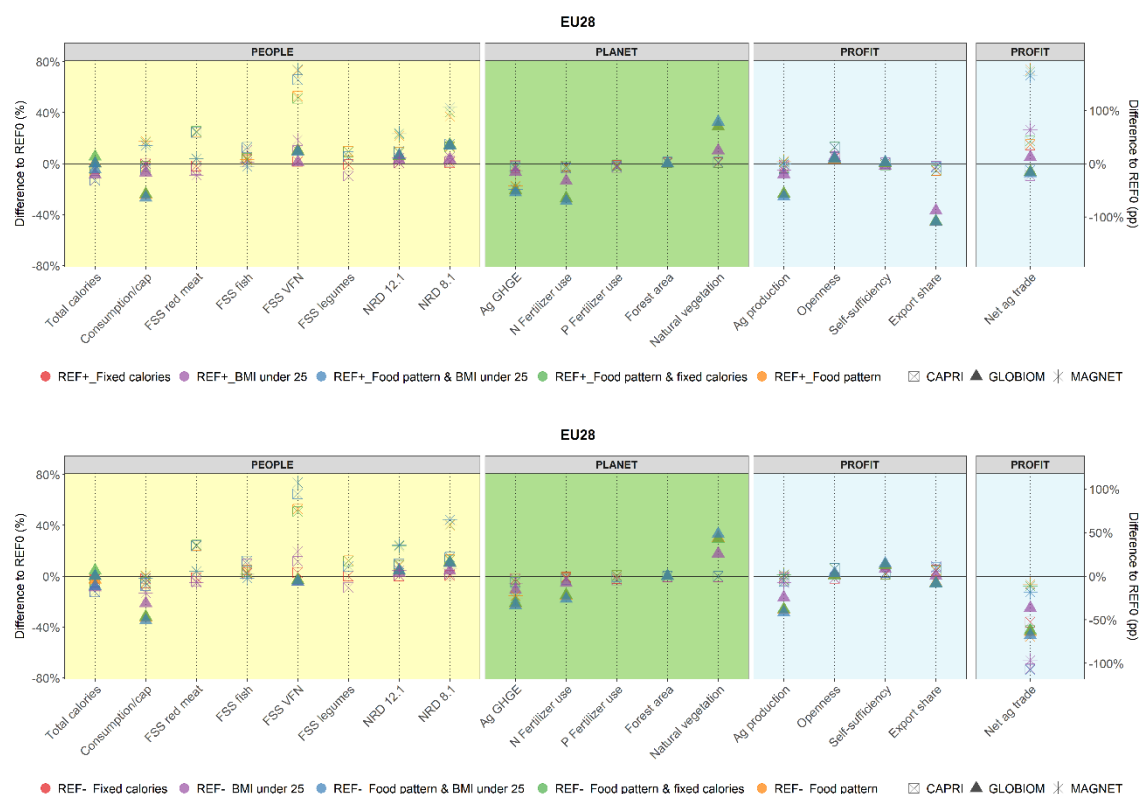 EU28
PEOPLE PLANET PROFIT PROFIT
80%
40%
0%
-40%
-80%
Difference to REF0 (%)
100%
0%
-100%
Difference to REF0 (pp)
Total calories
Consumption/cap
FSS red meat
FSS fish
FSS VFN
FSS legumes
NRD 12:1
NRD 8:1
Ag GHGE
N Fertilizer use
P Fertilizer use
Forest area
Natural vegetation
Ag production
Openness
Self-sufficiency
Export share
Net ag trade
REF+_Fixed calories REF+_BMI under 25 REF+_Food pattern & BMI under 25 REF+_Food pattern & fixed calories REF+_Food pattern CAPRI GLOBIOM MAGNET
EU28
PEOPLE PLANET PROFIT PROFIT
80%
40%
0%
-40%
-80%
Difference to REF0 (%)
100%
50%
0%
-50%
-100%
Difference to REF0 (pp)
Total calories
Consumption/cap
FSS red meat
FSS fish
FSS VFN
FSS legumes
NRD 12:1
NRD 8:1
Ag GHGE
N Fertilizer use
P Fertilizer use
Forest area
Natural vegetation
Ag production
Openness
Self-sufficiency
Export share
Net ag trade
REF-_Fixed calories REF-_BMI under 25 REF-_Food pattern & BMI under 25 REF-_Food pattern & fixed calories REF-_Food pattern CAPRI GLOBIOM MAGNET